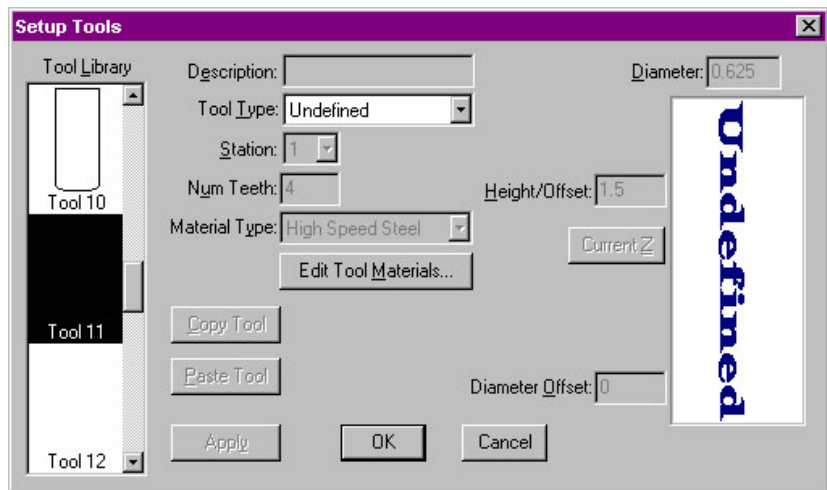 Setup Tools
Tool Library
Tool 10
Tool 11
Tool 12
Description:
Tool Type: Undefined
Station: 1
Num Teeth: 4
Material Type: High Speed Steel
Edit Tool Materials...
Copy Tool
Paste Tool
Apply
OK
Cancel
Diameter: 0.625
Height/Offset: 1.5
Current Z
Diameter Offset: 0
Undefined